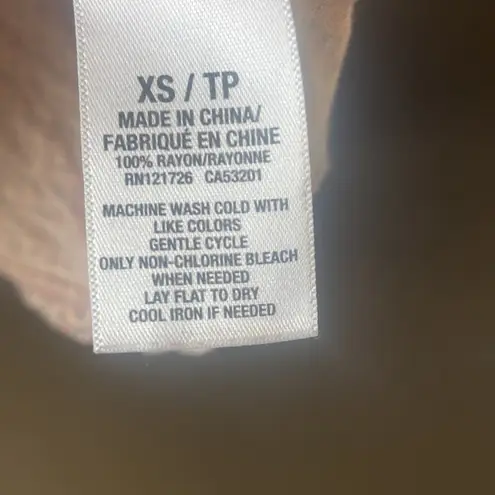 XS / TP
MADE IN CHINA/
FABRIQUÉ EN CHINE
100% RAYON/RAYONNE
RN121726 CA53201
MACHINE WASH COLD WITH
LIKE COLORS
GENTLE CYCLE
ONLY NON-CHLORINE BLEACH
WHEN NEEDED
LAY FLAT TO DRY
COOL IRON IF NEEDED